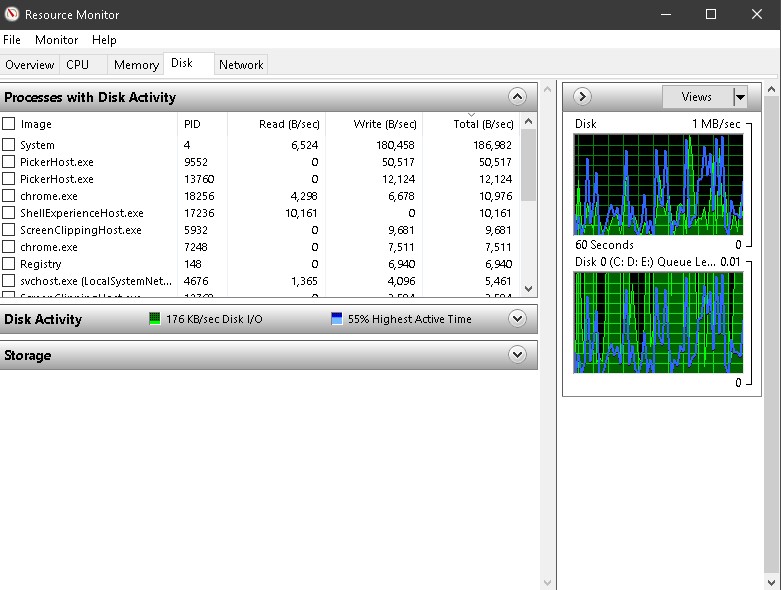 Resource Monitor
File Monitor Help
Overview CPU Memory Disk Network
Processes with Disk Activity
Image PID Read (B/sec) Write (B/sec) Total (B/sec)
System 4 6,524 180,458 186,982
PickerHost.exe 9552 0 50,517 50,517
PickerHost.exe 13760 0 12,124 12,124
chrome.exe 18256 4,298 6,678 10,976
ShellExperienceHost.exe 17236 10,161 0 10,161
ScreenClippingHost.exe 5932 0 9,681 9,681
chrome.exe 7248 0 7,511 7,511
Registry 148 0 6,940 6,940
svchost.exe (LocalSystemNet... 4676 1,365 4,096 5,461
Disk Activity 176 KB/sec Disk I/O 55% Highest Active Time
Storage
Views
Disk 1 MB/sec
60 Seconds 0
Disk 0 (C: D: E:) Queue Le... 0.01
0